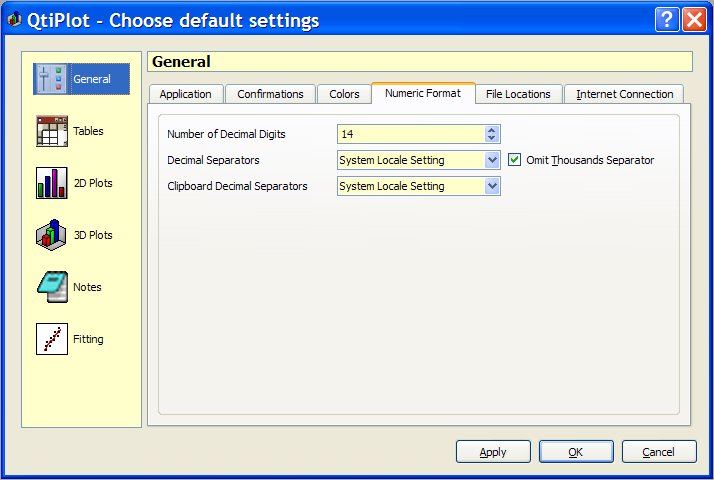 QtiPlot - Choose default settings
General
General
Application Confirmations Colors Numeric Format File Locations Internet Connection
Tables
2D Plots
3D Plots
Notes
Fitting
Number of Decimal Digits 14
Decimal Separators System Locale Setting Omit Thousands Separator
Clipboard Decimal Separators System Locale Setting
Apply OK Cancel